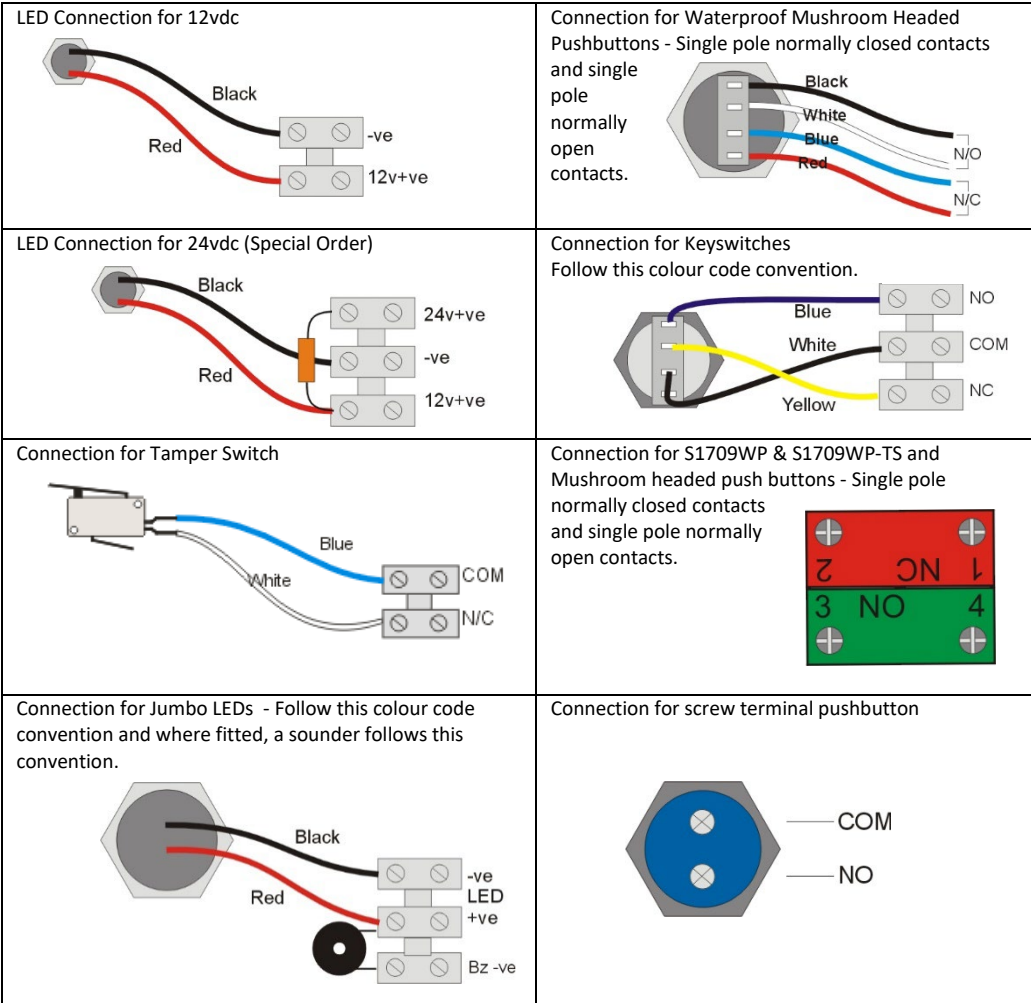 LED Connection for 12vdc
Black
Red
-ve
12v+ve
Connection for Waterproof Mushroom Headed
Pushbuttons - Single pole normally closed contacts
and single
pole
normally
open
contacts.
Black
White
Blue
Red
N/O
N/C
LED Connection for 24vdc (Special Order)
Black
Red
24v+ve
-ve
12v+ve
Connection for Keyswitches
Follow this colour code convention.
Blue
White
Yellow
NO
COM
NC
Connection for Tamper Switch
Blue
White
COM
N/C
Connection for S1709WP & S1709WP-TS and
Mushroom headed push buttons - Single pole
normally closed contacts
and single pole normally
open contacts.
2 NC 1
3 NO 4
Connection for Jumbo LEDs - Follow this colour code
convention and where fitted, a sounder follows this
convention.
Black
Red
-ve
LED
+ve
Bz -ve
Connection for screw terminal pushbutton
COM
NO